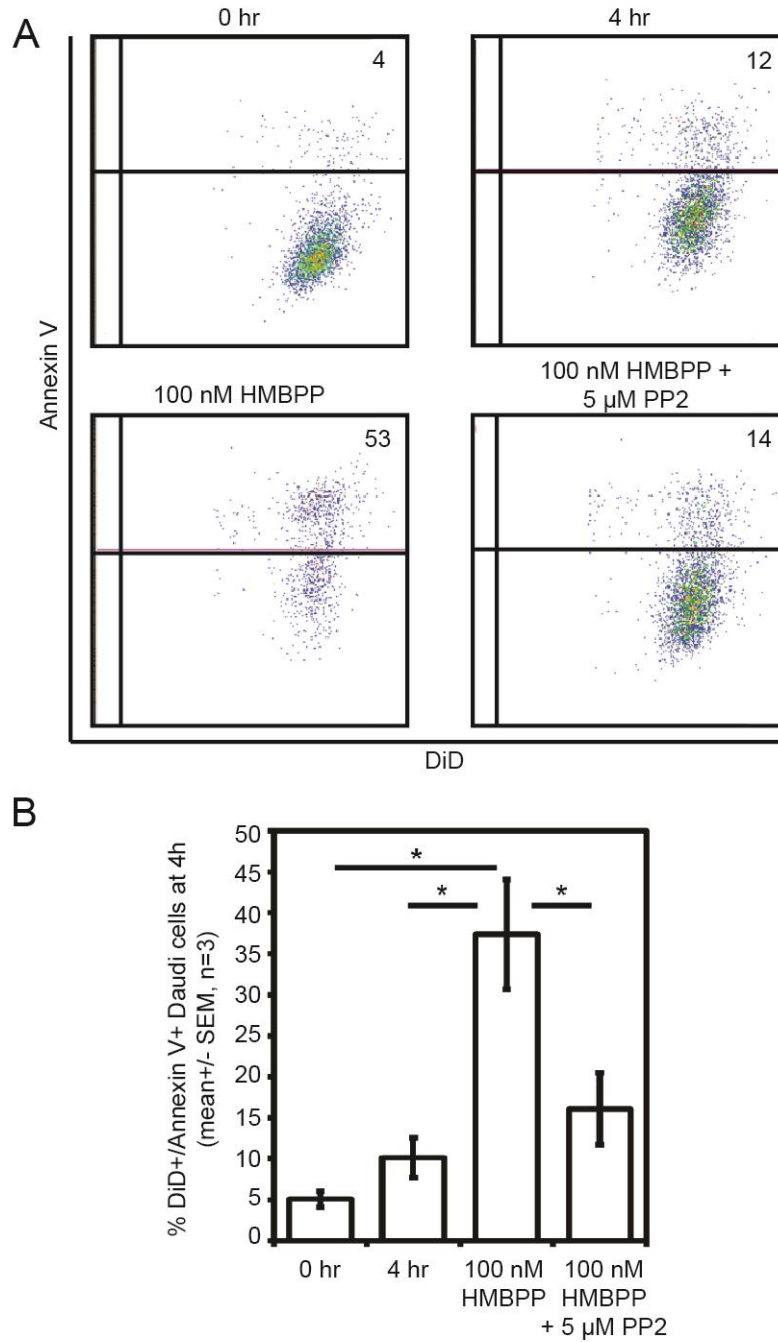 A
0 hr
4 hr
4
12
Annexin V
100 nM HMBPP
100 nM HMBPP +
5 µM PP2
53
14
DiD
B
% DiD+/Annexin V+ Daudi cells at 4h
(mean+/- SEM, n=3)
50
45
40
35
30
25
20
15
10
5
0
*
*
*
0 hr
4 hr
100 nM
HMBPP
100 nM
HMBPP
+ 5 µM PP2